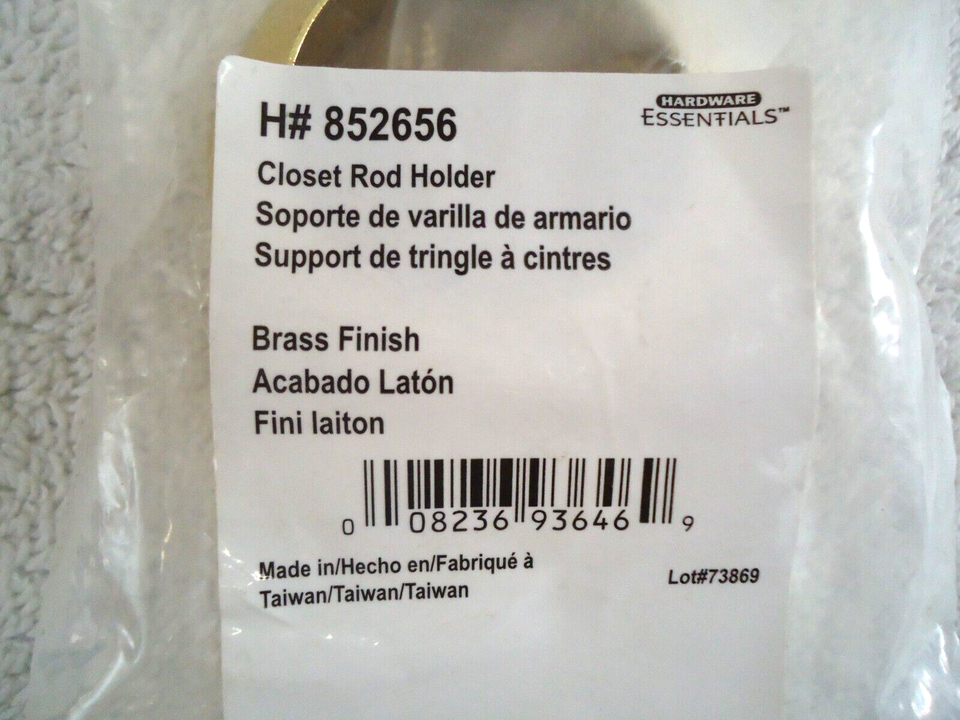 H# 852656
HARDWARE
ESSENTIALS™
Closet Rod Holder
Soporte de varilla de armario
Support de tringle à cintres
Brass Finish
Acabado Latón
Fini laiton
0 08236 93646 9
Made in/Hecho en/Fabriqué à
Taiwan/Taiwan/Taiwan
Lot#73869